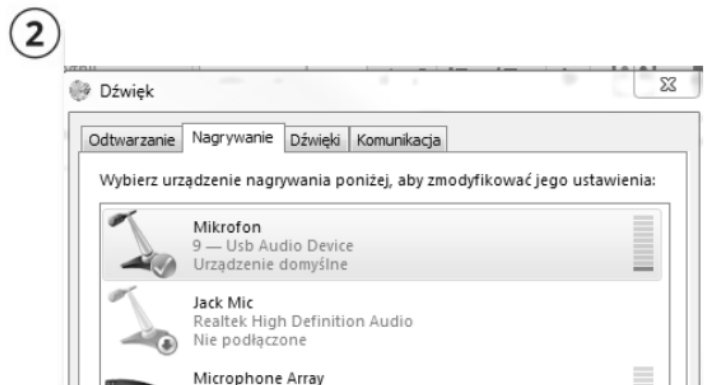 2
Dźwięk
Odtwarzanie Nagrywanie Dźwięki Komunikacja
Wybierz urządzenie nagrywania poniżej, aby zmodyfikować jego ustawienia:
Mikrofon
9 — Usb Audio Device
Urządzenie domyślne
Jack Mic
Realtek High Definition Audio
Nie podłączone
Microphone Array